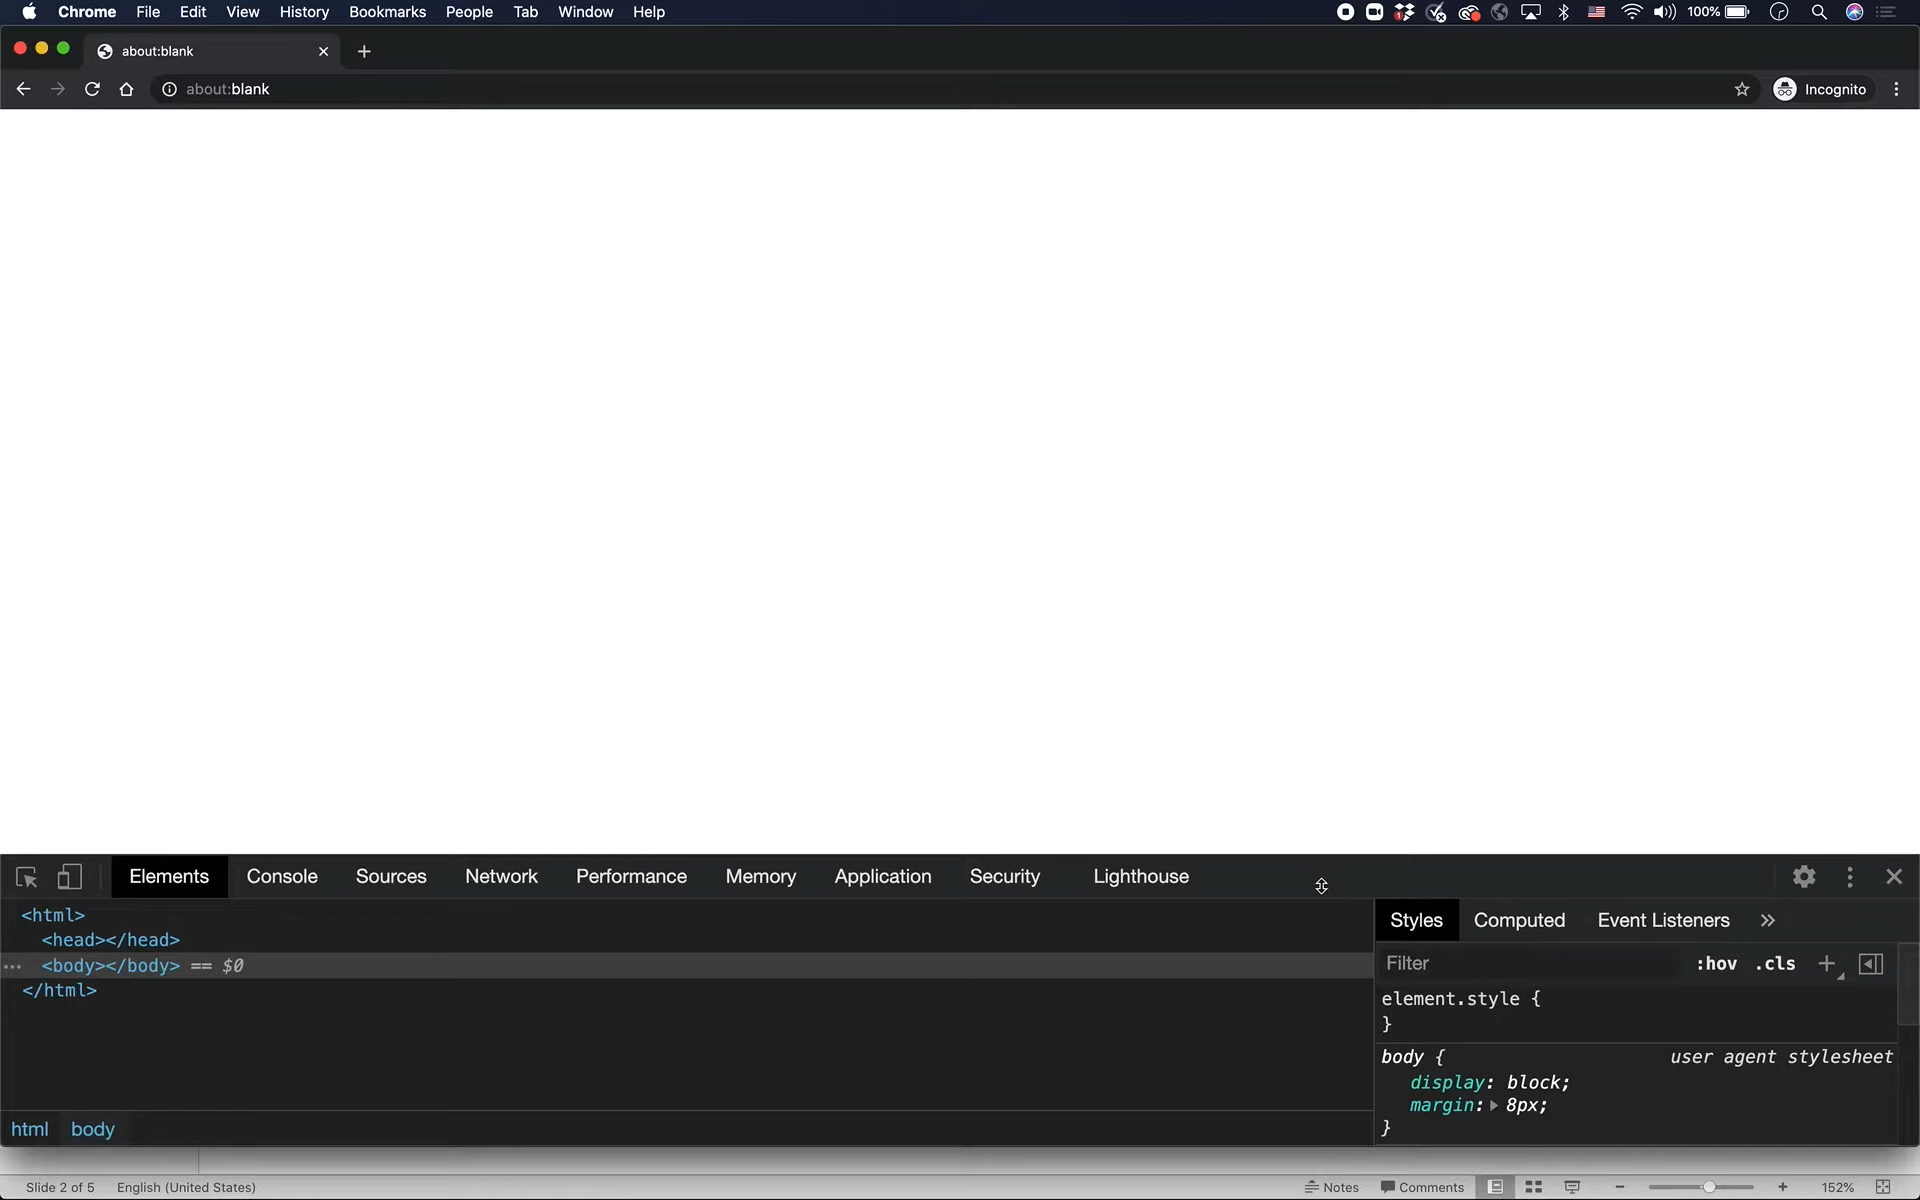 Chrome File Edit View History Bookmarks People Tab Window Help 1 100%
about:blank
about:blank Incognito
Elements Console Sources Network Performance Memory Application Security Lighthouse
<html>
<head></head>
<body></body> == $0
</html>
html body
Styles Computed Event Listeners
Filter :hov .cls
element.style {
}
body { user agent stylesheet
display: block;
margin: 8px;
}
Slide 2 of 5 English (United States) Notes Comments 152%